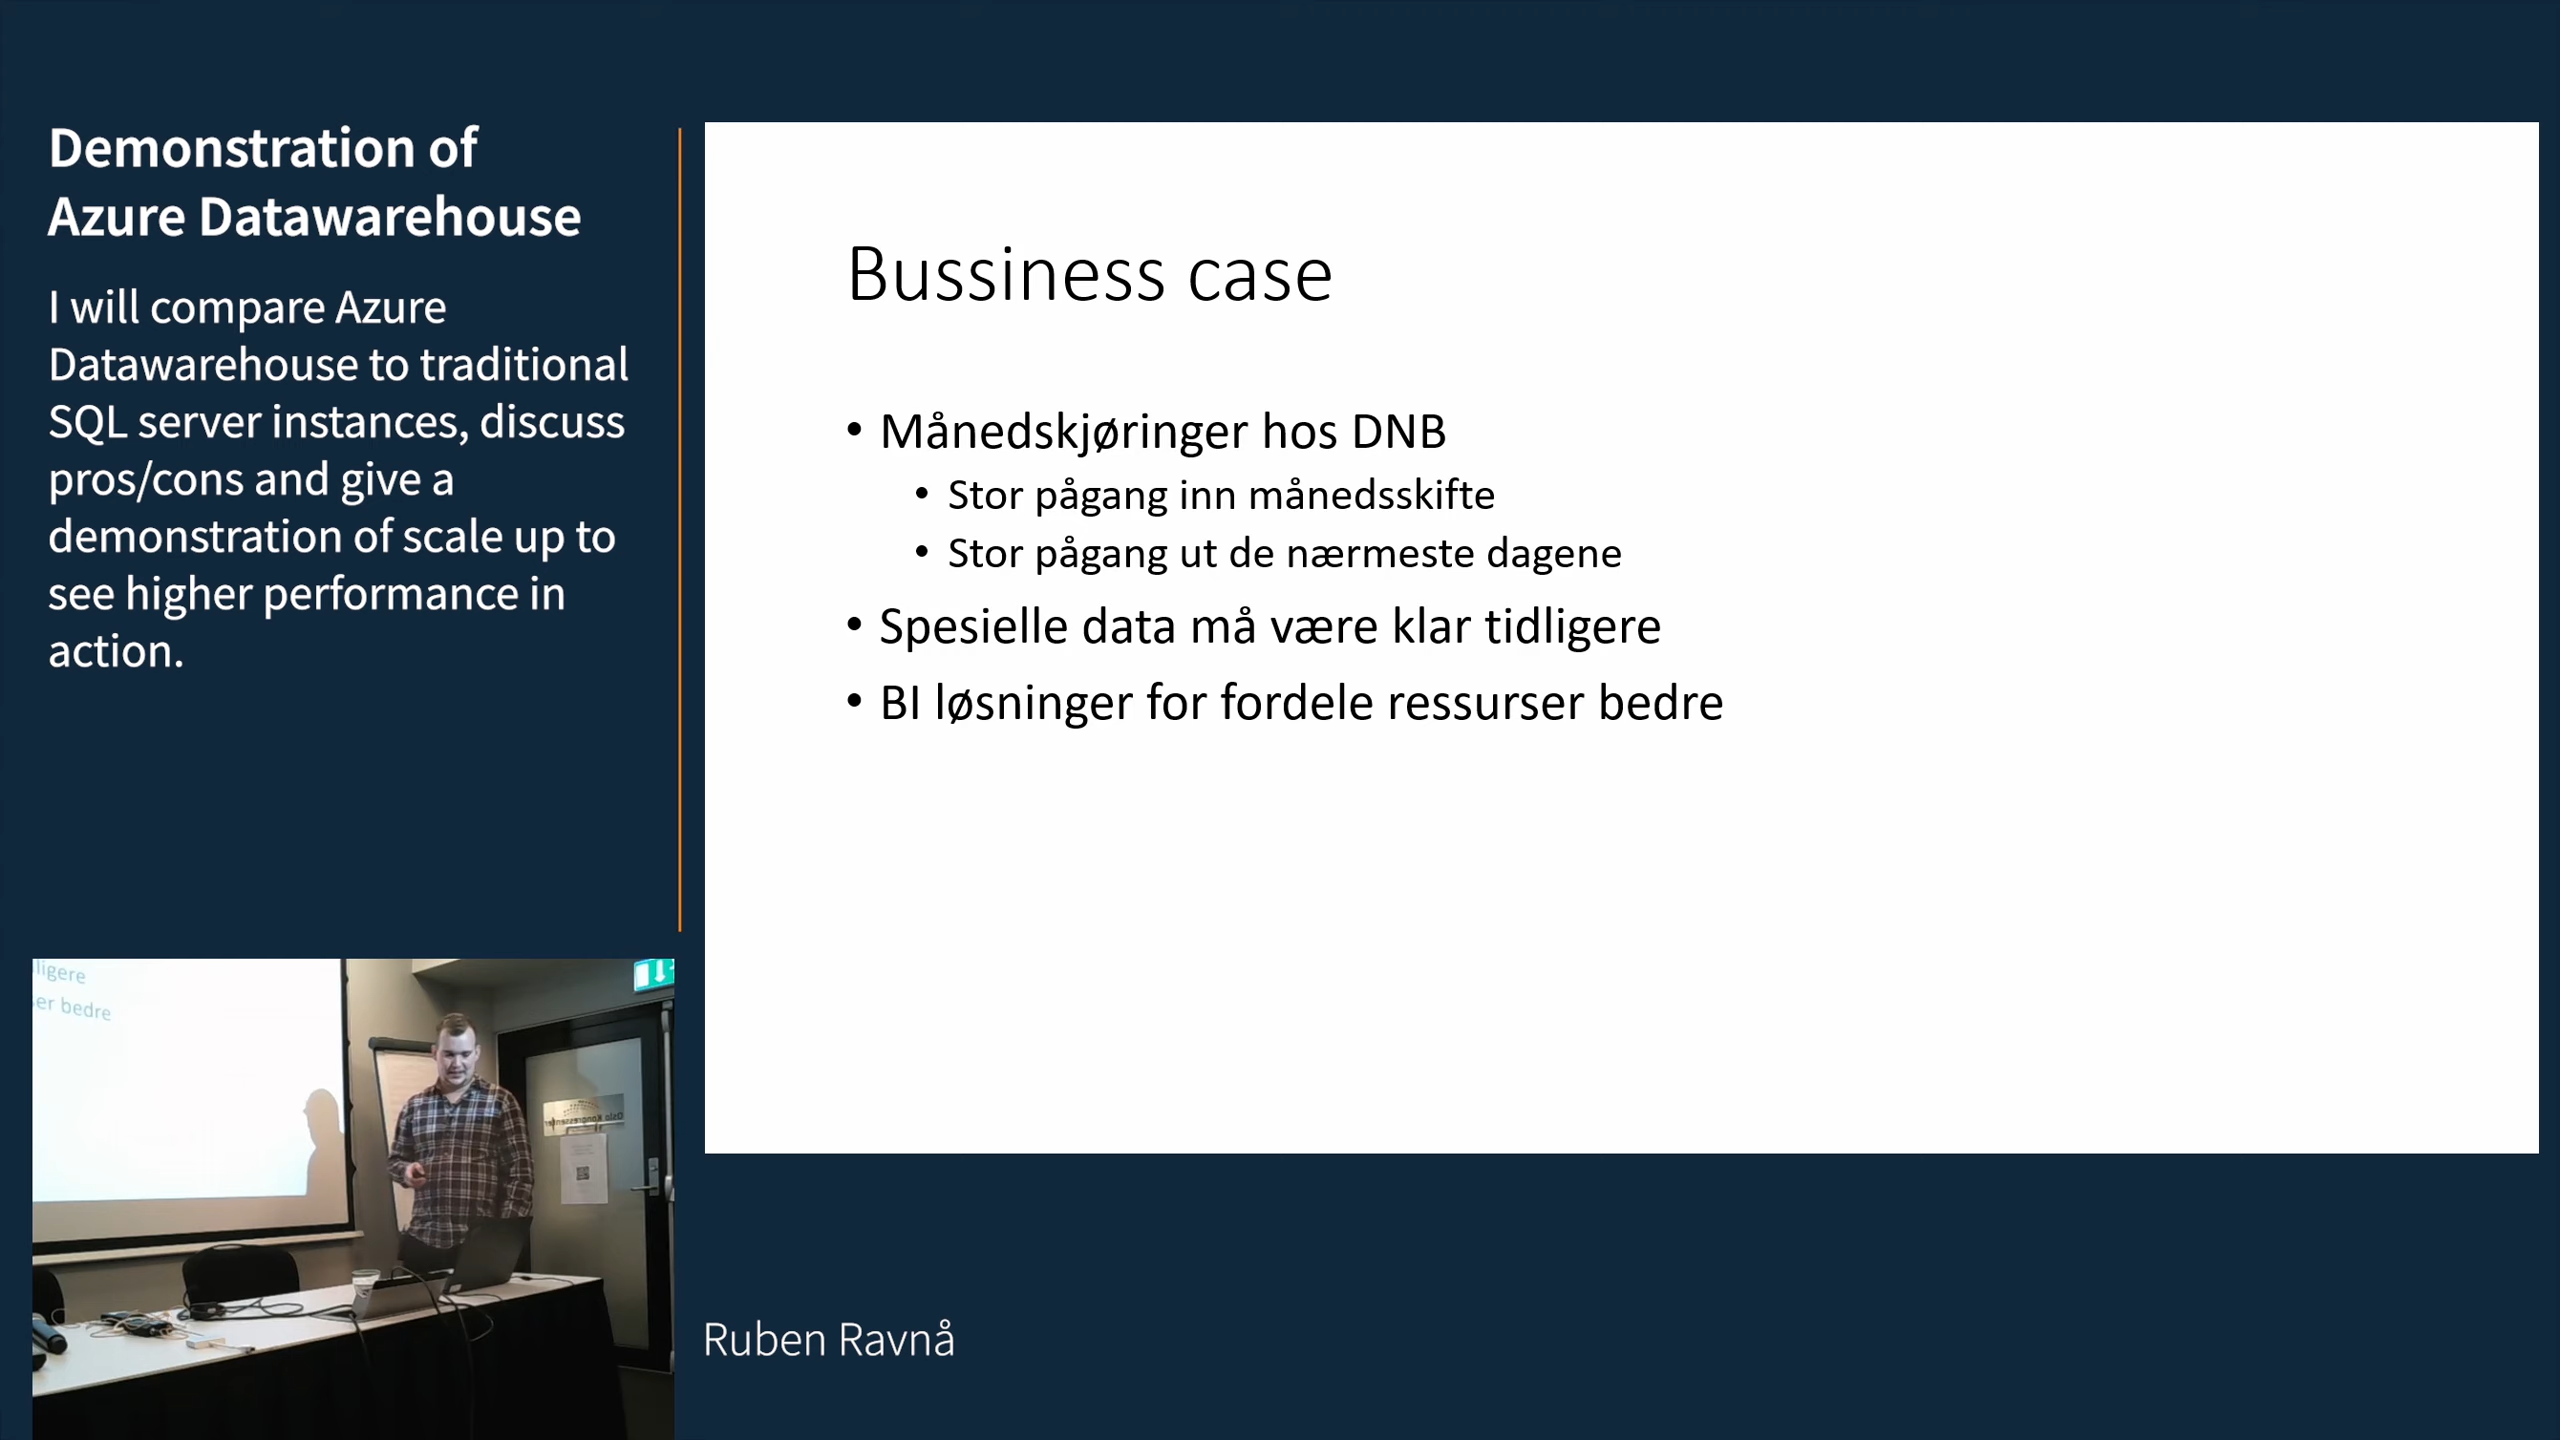 Demonstration of
Azure Datawarehouse
I will compare Azure
Datawarehouse to traditional
SQL server instances, discuss
pros/cons and give a
demonstration of scale up to
see higher performance in
action.
Bussiness case
• Månedskjøringer hos DNB
• Stor pågang inn månedsskifte
• Stor pågang ut de nærmeste dagene
• Spesielle data må være klar tidligere
• BI løsninger for fordele ressurser bedre
ligere
er bedre
Oslo Kongressenter
Ruben Ravnå